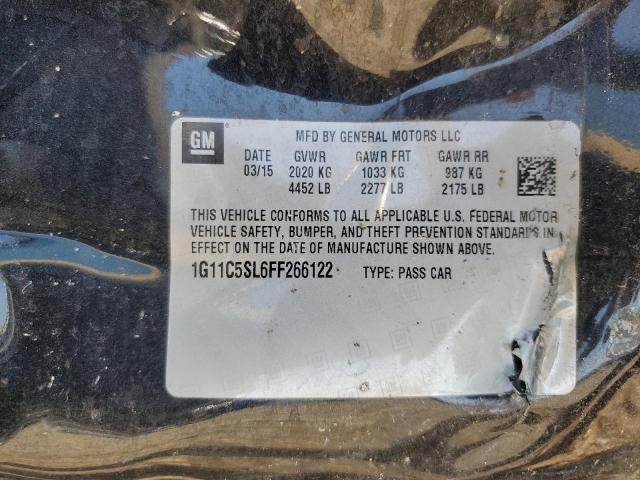 GM
MFD BY GENERAL MOTORS LLC
DATE GVWR GAWR FRT GAWR RR
03/15 2020 KG 1033 KG 987 KG
4452 LB 2277 LB 2175 LB
THIS VEHICLE CONFORMS TO ALL APPLICABLE U.S. FEDERAL MOTOR
VEHICLE SAFETY, BUMPER, AND THEFT PREVENTION STANDARDS IN
EFFECT ON THE DATE OF MANUFACTURE SHOWN ABOVE.
1G11C5SL6FF266122 TYPE: PASS CAR